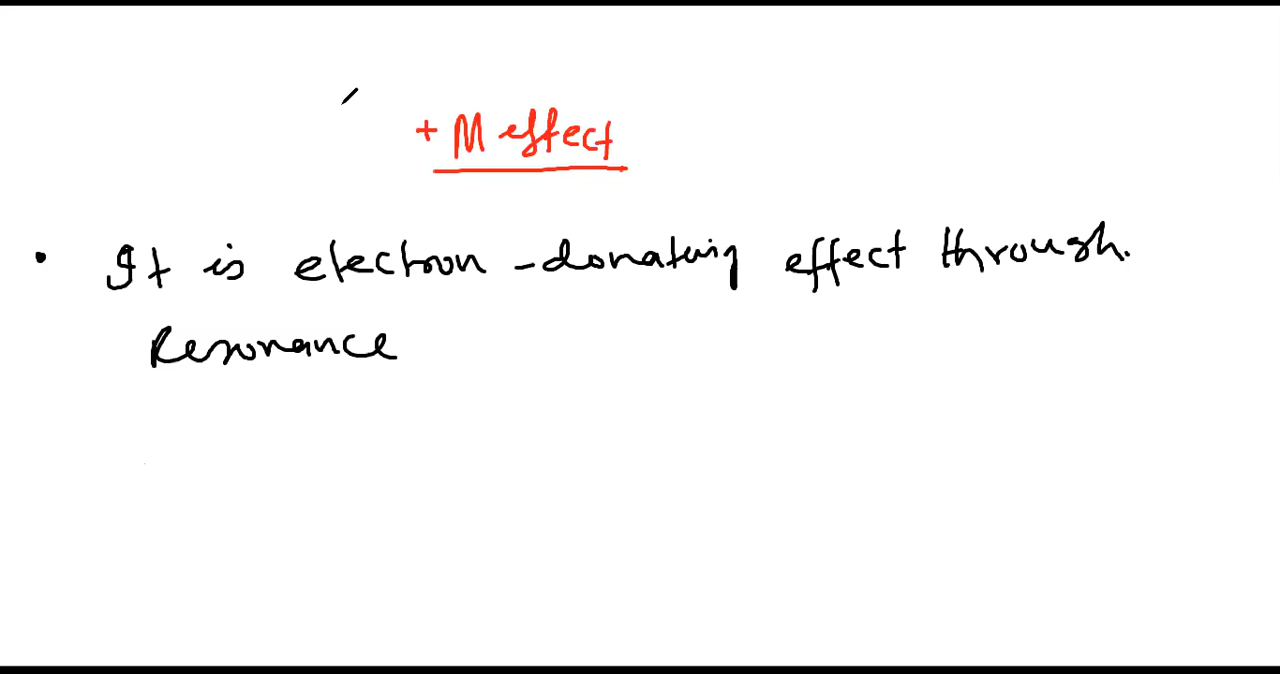 + M effect
• It is electron -donating effect through.
Resonance